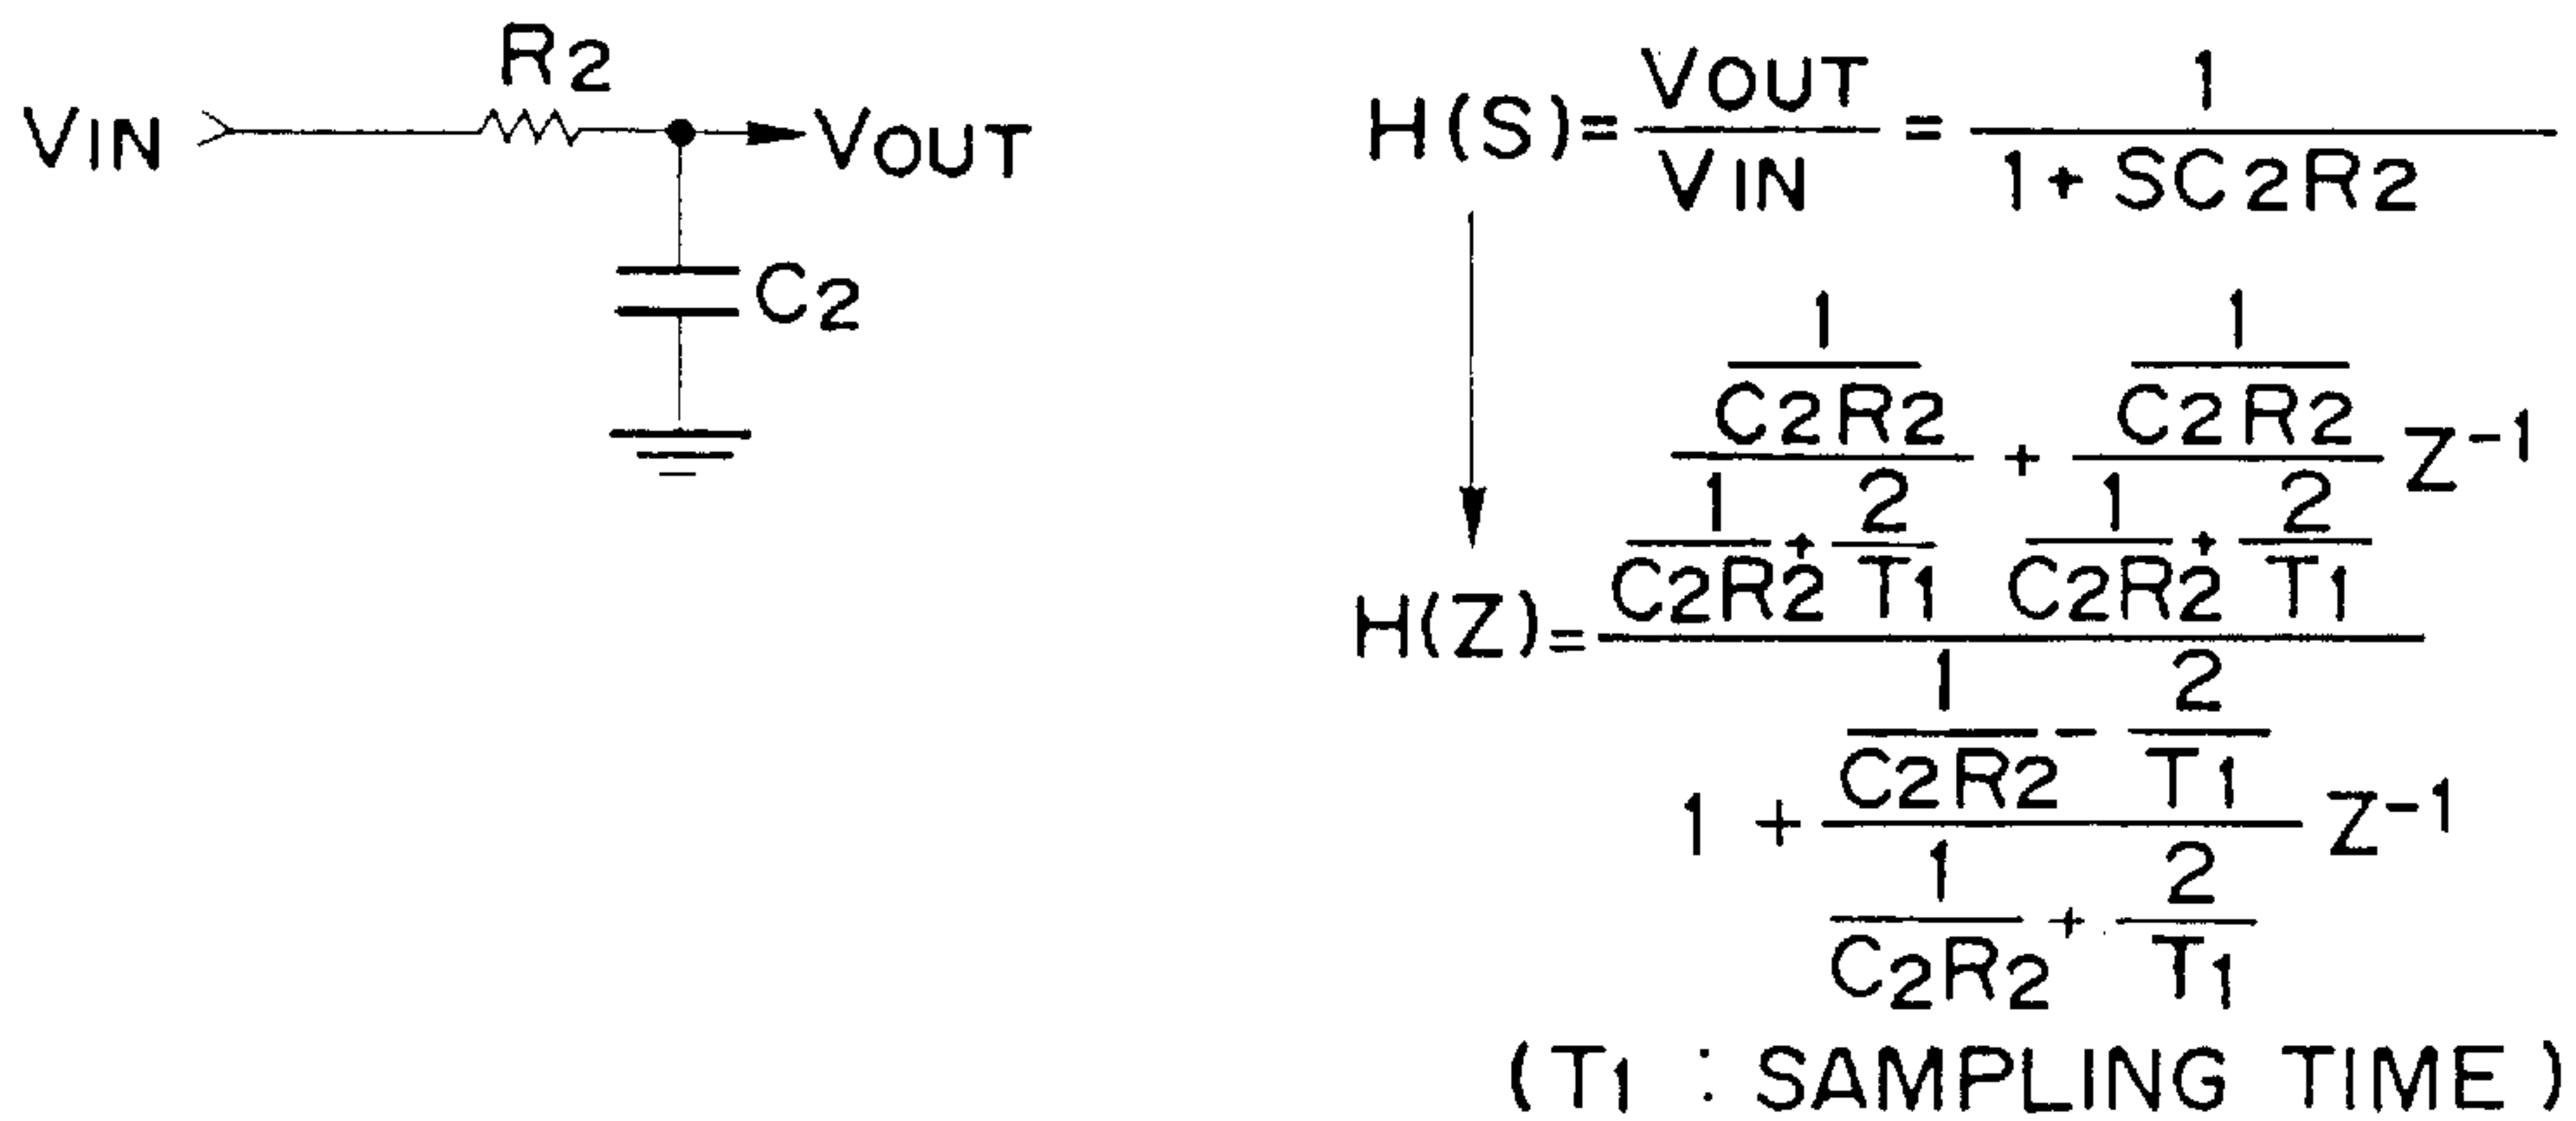 R2
VIN VOUT
C2
H(S)= VOUT/VIN = 1/(1+SC2R2)
H(Z)= ((1/C2R2)/(1/C2R2 + 2/T1) + (1/C2R2)/(1/C2R2 + 2/T1) Z⁻¹)/(1 + (1/C2R2 - 2/T1)/(1/C2R2 + 2/T1) Z⁻¹)
(T1 : SAMPLING TIME)